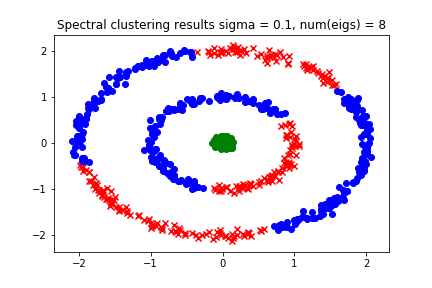 Spectral clustering results sigma = 0.1, num(eigs) = 8
2
1
0
−1
−2
−2 −1 0 1 2